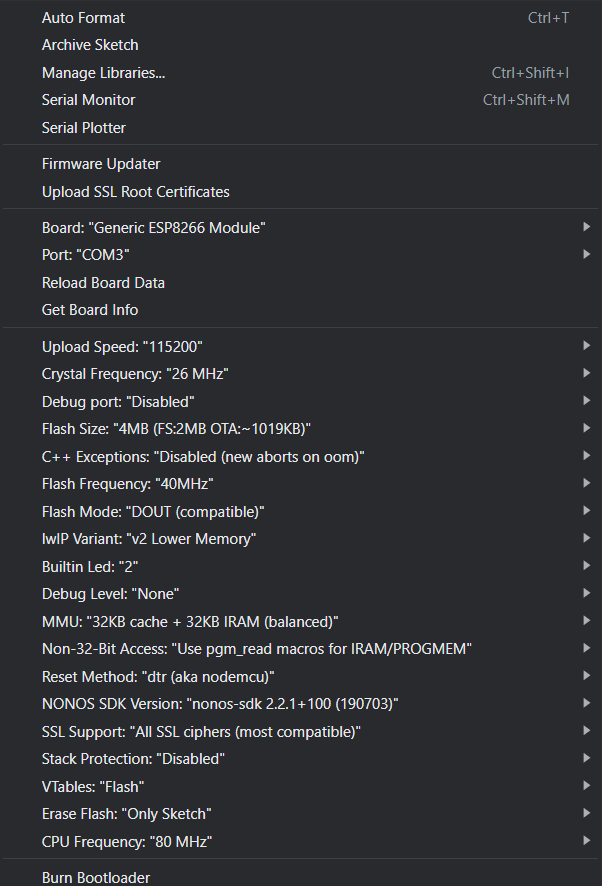 Auto Format Ctrl+T
Archive Sketch
Manage Libraries... Ctrl+Shift+I
Serial Monitor Ctrl+Shift+M
Serial Plotter
Firmware Updater
Upload SSL Root Certificates
Board: "Generic ESP8266 Module"
Port: "COM3"
Reload Board Data
Get Board Info
Upload Speed: "115200"
Crystal Frequency: "26 MHz"
Debug port: "Disabled"
Flash Size: "4MB (FS:2MB OTA:~1019KB)"
C++ Exceptions: "Disabled (new aborts on oom)"
Flash Frequency: "40MHz"
Flash Mode: "DOUT (compatible)"
lwIP Variant: "v2 Lower Memory"
Builtin Led: "2"
Debug Level: "None"
MMU: "32KB cache + 32KB IRAM (balanced)"
Non-32-Bit Access: "Use pgm_read macros for IRAM/PROGMEM"
Reset Method: "dtr (aka nodemcu)"
NONOS SDK Version: "nonos-sdk 2.2.1+100 (190703)"
SSL Support: "All SSL ciphers (most compatible)"
Stack Protection: "Disabled"
VTables: "Flash"
Erase Flash: "Only Sketch"
CPU Frequency: "80 MHz"
Burn Bootloader